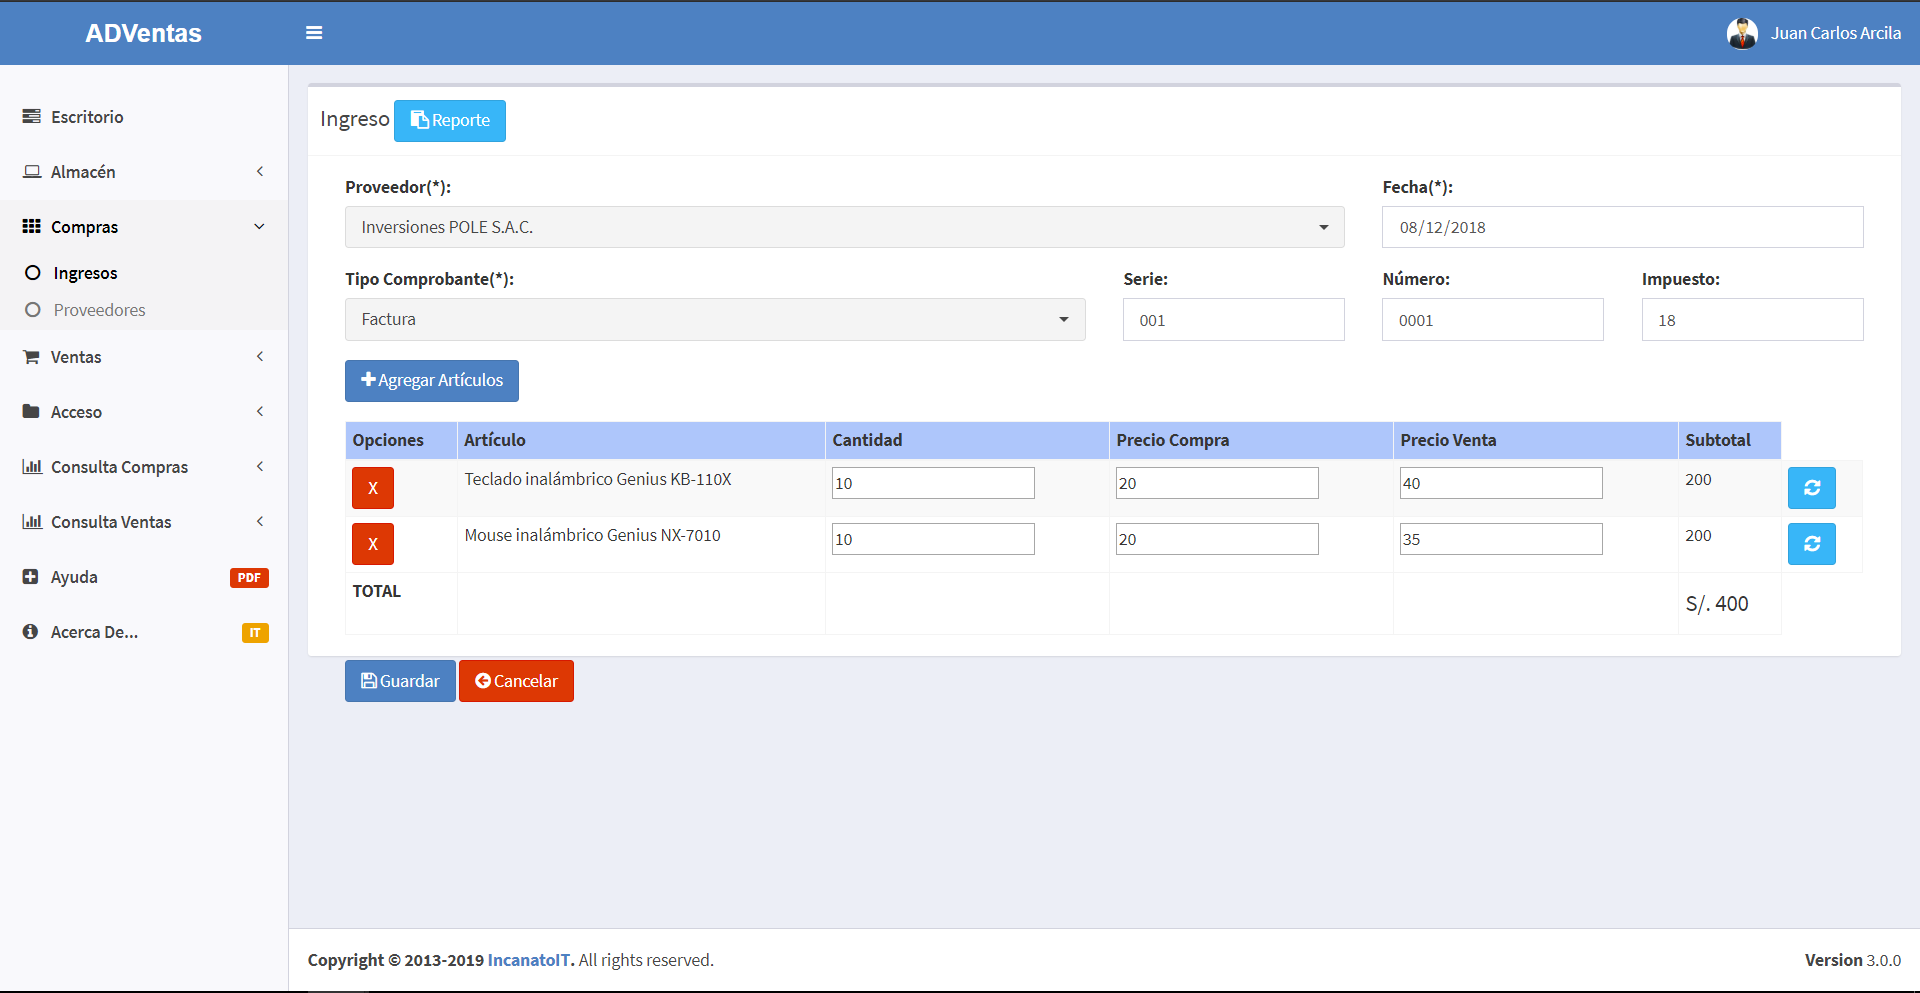 ADVentas
Juan Carlos Arcila
Escritorio
Almacén
Compras
Ingresos
Proveedores
Ventas
Acceso
Consulta Compras
Consulta Ventas
Ayuda PDF
Acerca De... IT
Ingreso Reporte
Proveedor(*): Fecha(*):
Inversiones POLE S.A.C. 08/12/2018
Tipo Comprobante(*): Serie: Número: Impuesto:
Factura 001 0001 18
Agregar Artículos
Opciones Artículo Cantidad Precio Compra Precio Venta Subtotal
X Teclado inalámbrico Genius KB-110X 10 20 40 200
X Mouse inalámbrico Genius NX-7010 10 20 35 200
TOTAL S/. 400
Guardar Cancelar
Copyright © 2013-2019 IncanatoIT. All rights reserved. Version 3.0.0